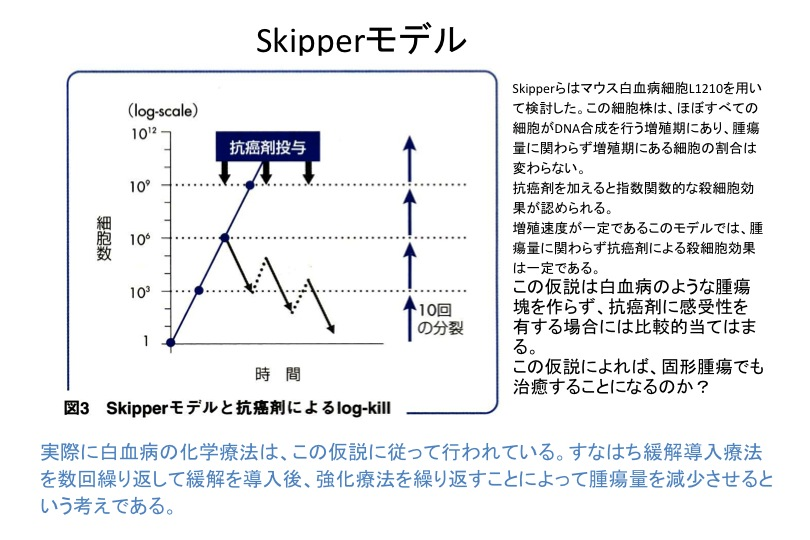 Skipperモデル
(log-scale)
10¹²
抗癌剤投与
10⁹
10⁶
10³
1
細胞数
10回
の分裂
時 間
図3 Skipperモデルと抗癌剤によるlog-kill
Skipperらはマウス白血病細胞L1210を用い
て検討した。この細胞株は、ほぼすべての
細胞がDNA合成を行う増殖期にあり、腫瘍
量に関わらず増殖期にある細胞の割合は
変わらない。
抗癌剤を加えると指数関数的な殺細胞効
果が認められる。
増殖速度が一定であるこのモデルでは、腫
瘍量に関わらず抗癌剤による殺細胞効果
は一定である。
この仮説は白血病のような腫瘍
塊を作らず、抗癌剤に感受性を
有する場合には比較的当てはま
る。
この仮説によれば、固形腫瘍でも
治癒することになるのか？
実際に白血病の化学療法は、この仮説に従って行われている。すなはち緩解導入療法
を数回繰り返して緩解を導入後、強化療法を繰り返すことによって腫瘍量を減少させると
いう考えである。